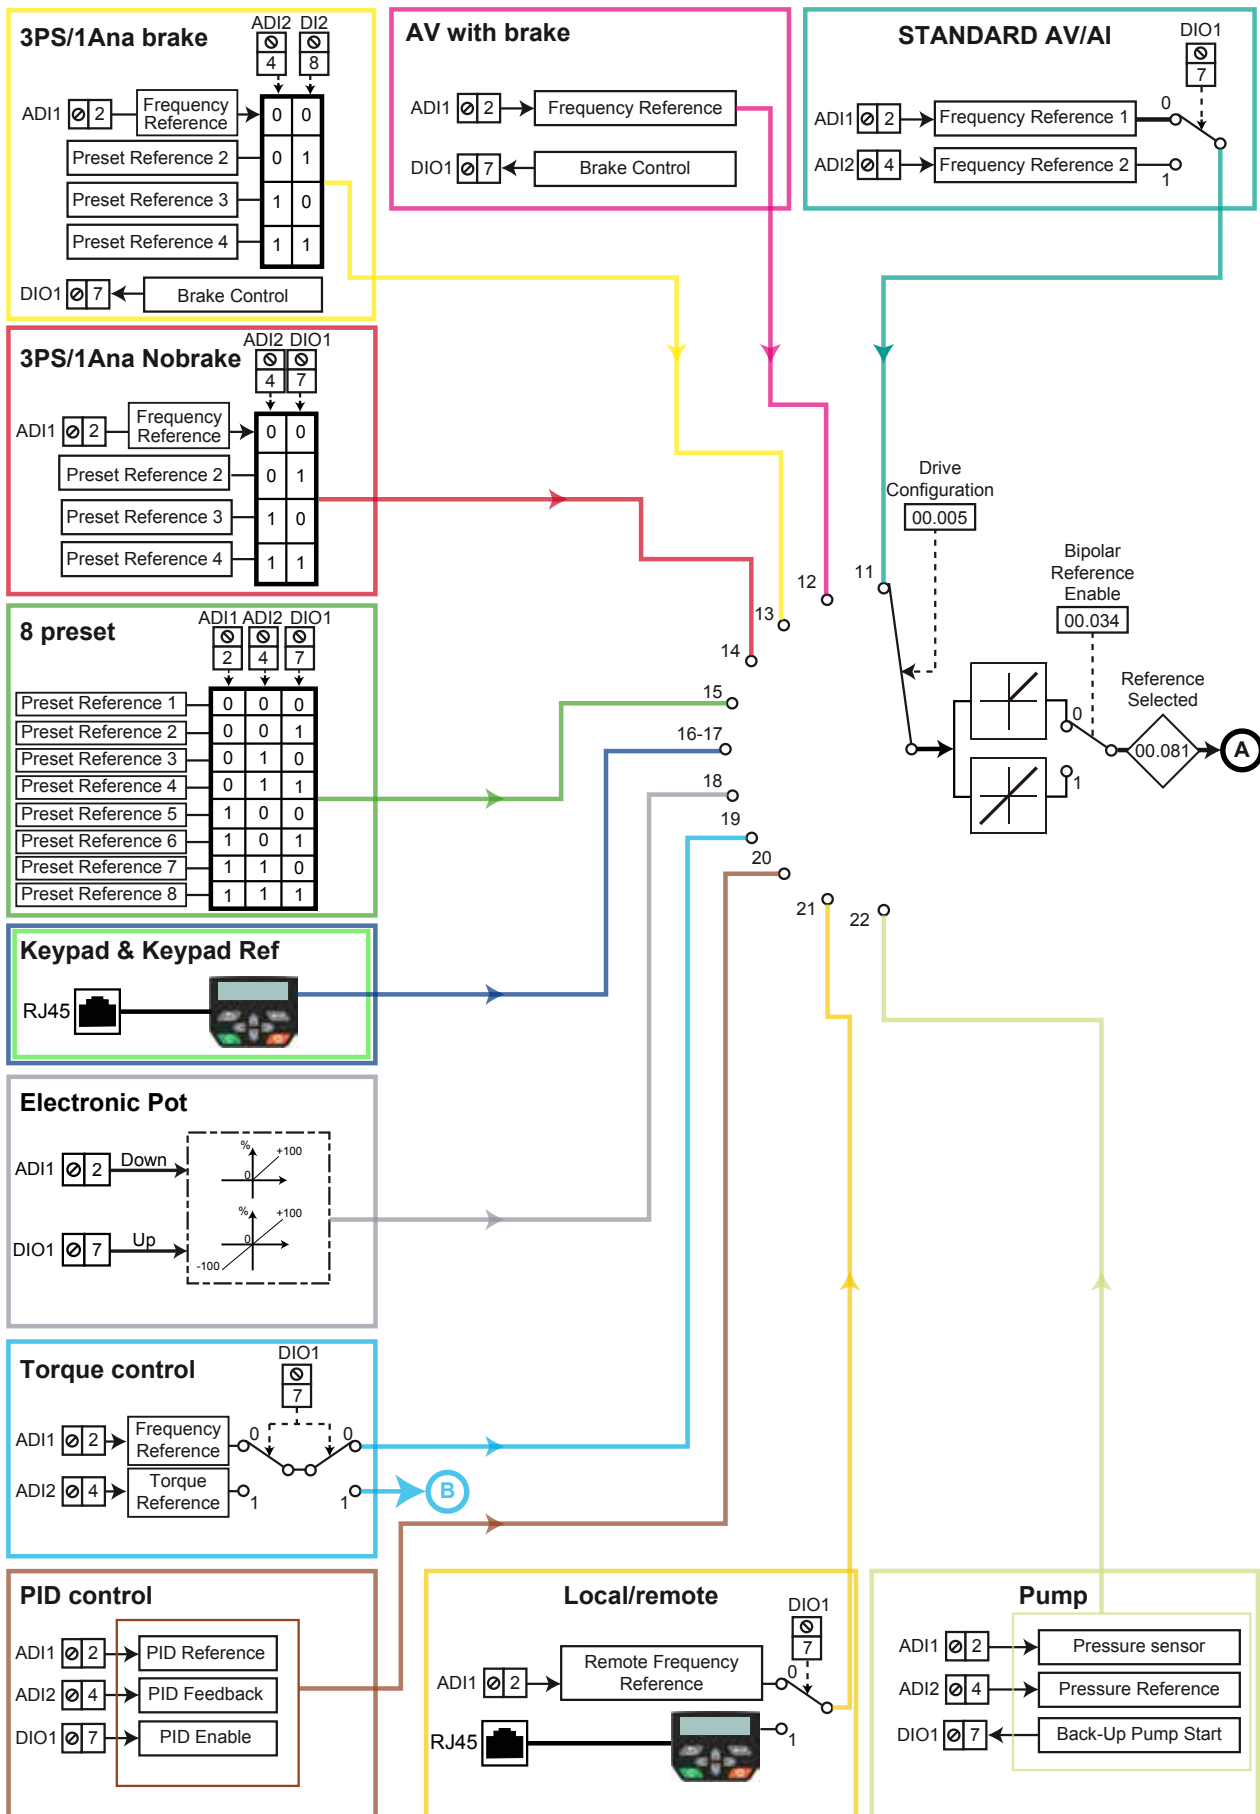 3PS/1Ana brake
ADI2 DI2
4 8
ADI1 2 Frequency
Reference
0 0
Preset Reference 2 0 1
Preset Reference 3 1 0
Preset Reference 4 1 1
DIO1 7 Brake Control
AV with brake
ADI1 2 Frequency Reference
DIO1 7 Brake Control
STANDARD AV/AI
DIO1
7
ADI1 2 Frequency Reference 1 0
ADI2 4 Frequency Reference 2 1
3PS/1Ana Nobrake
ADI2 DIO1
4 7
ADI1 2 Frequency
Reference
0 0
Preset Reference 2 0 1
Preset Reference 3 1 0
Preset Reference 4 1 1
8 preset
ADI1 ADI2 DIO1
2 4 7
Preset Reference 1 0 0 0
Preset Reference 2 0 0 1
Preset Reference 3 0 1 0
Preset Reference 4 0 1 1
Preset Reference 5 1 0 0
Preset Reference 6 1 0 1
Preset Reference 7 1 1 0
Preset Reference 8 1 1 1
Drive
Configuration
00.005
11
12
13
14
15
16-17
18
19
20
21
22
Bipolar
Reference
Enable
00.034
0
1
Reference
Selected
00.081
A
Keypad & Keypad Ref
RJ45
Electronic Pot
ADI1 2 Down
DIO1 7 Up
% +100
0
% +100
0
-100
Torque control
DIO1
7
ADI1 2 Frequency
Reference
0 0
ADI2 4 Torque
Reference
1 1
B
PID control
ADI1 2 PID Reference
ADI2 4 PID Feedback
DIO1 7 PID Enable
Local/remote
DIO1
7
ADI1 2 Remote Frequency
Reference
0
RJ45 1
Pump
ADI1 2 Pressure sensor
ADI2 4 Pressure Reference
DIO1 7 Back-Up Pump Start